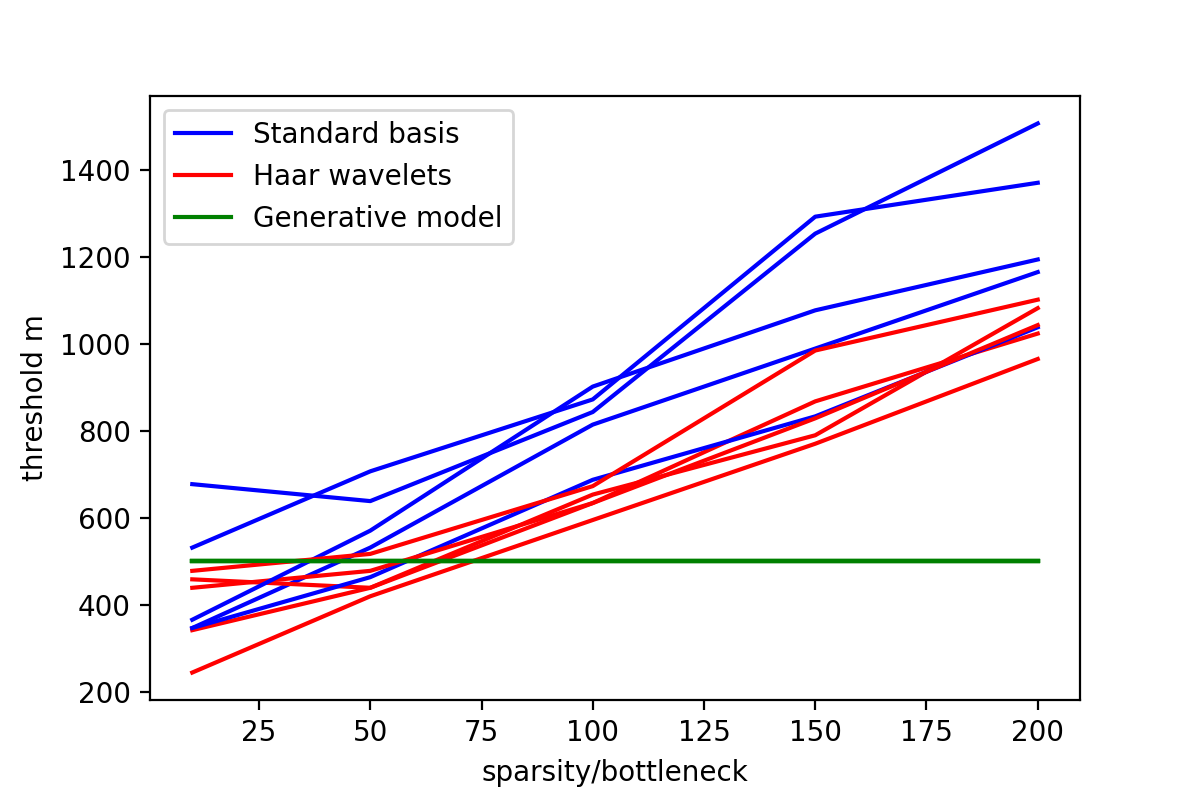 Standard basis
Haar wavelets
Generative model
1400
1200
1000
800
600
400
200
threshold m
25 50 75 100 125 150 175 200
sparsity/bottleneck